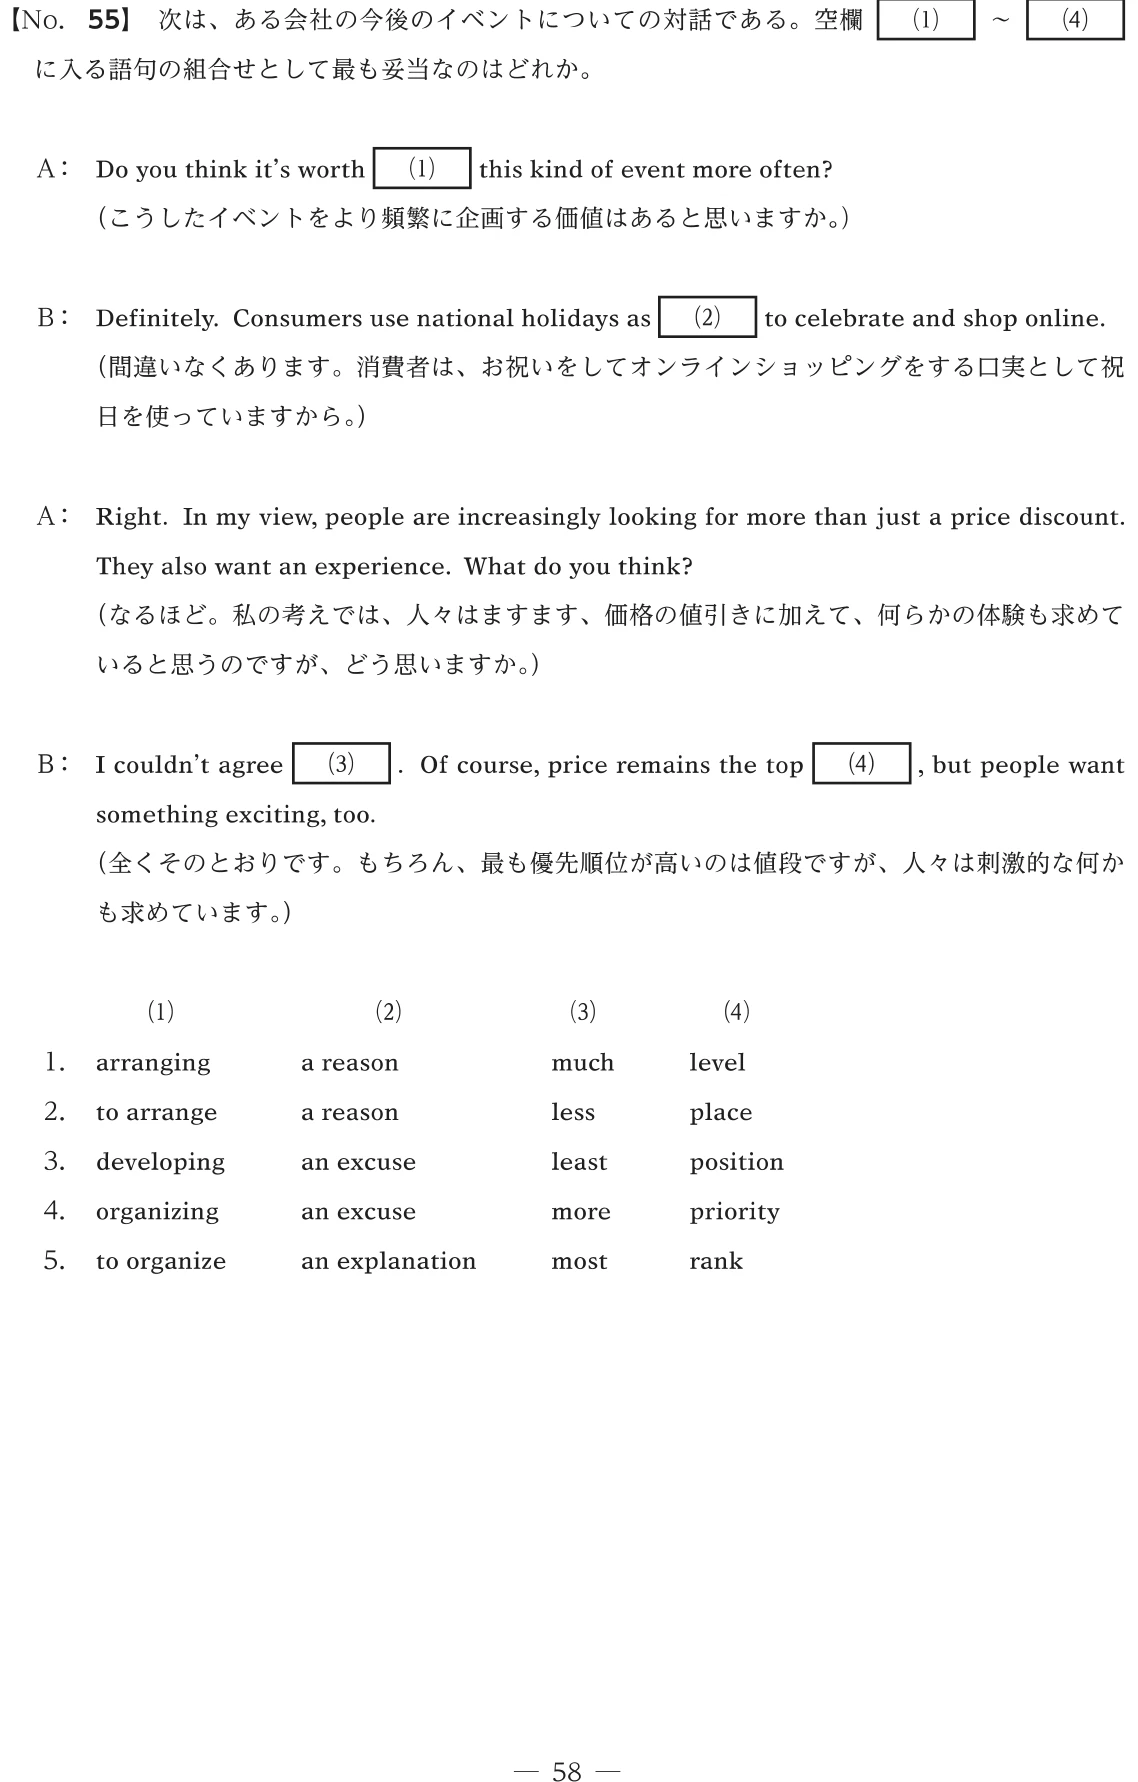 【No. 55】 次は、ある会社の今後のイベントについての対話である。空欄 (1) ～ (4)
に入る語句の組合せとして最も妥当なのはどれか。
A： Do you think it’s worth (1) this kind of event more often?
（こうしたイベントをより頻繁に企画する価値はあると思いますか。）
B： Definitely. Consumers use national holidays as (2) to celebrate and shop online.
（間違いなくあります。消費者は、お祝いをしてオンラインショッピングをする口実として祝
日を使っていますから。）
A： Right. In my view, people are increasingly looking for more than just a price discount.
They also want an experience. What do you think?
（なるほど。私の考えでは、人々はますます、価格の値引きに加えて、何らかの体験も求めて
いると思うのですが、どう思いますか。）
B： I couldn’t agree (3) . Of course, price remains the top (4) , but people want
something exciting, too.
（全くそのとおりです。もちろん、最も優先順位が高いのは値段ですが、人々は刺激的な何か
も求めています。）
(1) (2) (3) (4)
1. arranging a reason much level
2. to arrange a reason less place
3. developing an excuse least position
4. organizing an excuse more priority
5. to organize an explanation most rank
— 58 —